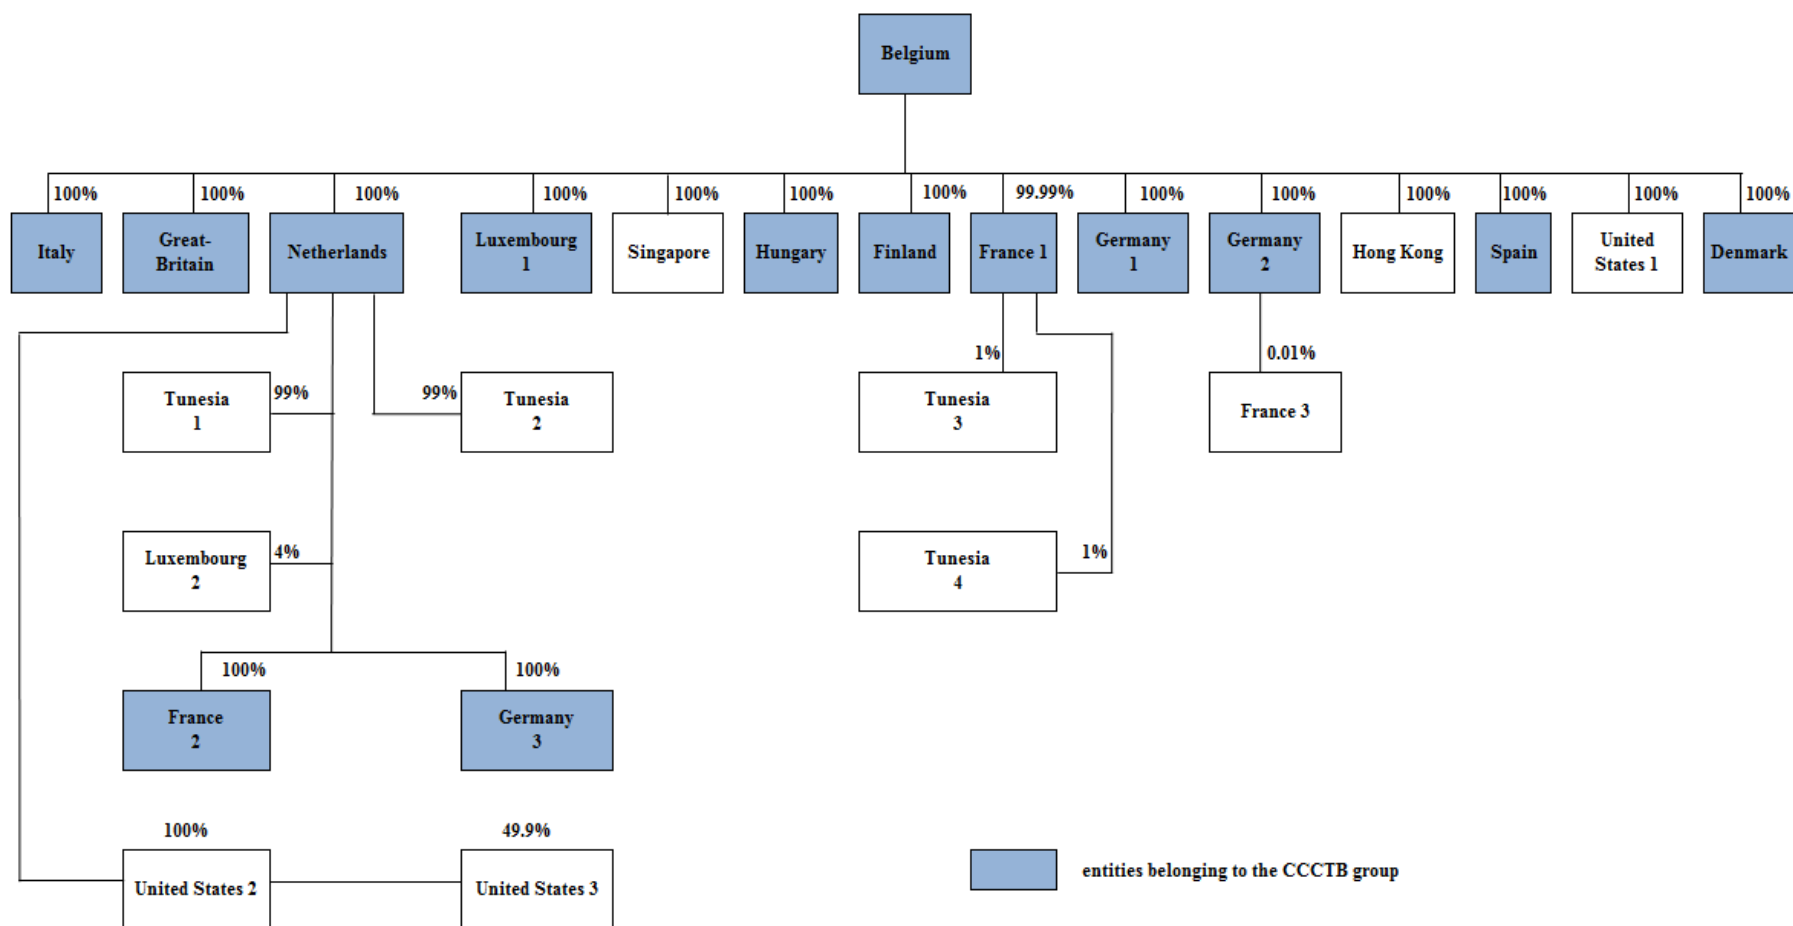 Belgium
100%
100%
100%
100%
100%
100%
100%
99.99%
100%
100%
100%
100%
100%
100%
Italy
Great-
Britain
Netherlands
Luxembourg
1
Singapore
Hungary
Finland
France 1
Germany
1
Germany
2
Hong Kong
Spain
United
States 1
Denmark
1%
0.01%
Tunesia
1
99%
99%
Tunesia
2
Tunesia
3
France 3
Luxembourg
2
4%
Tunesia
4
1%
100%
100%
France
2
Germany
3
100%
49.9%
United States 2
United States 3
entities belonging to the CCCTB group